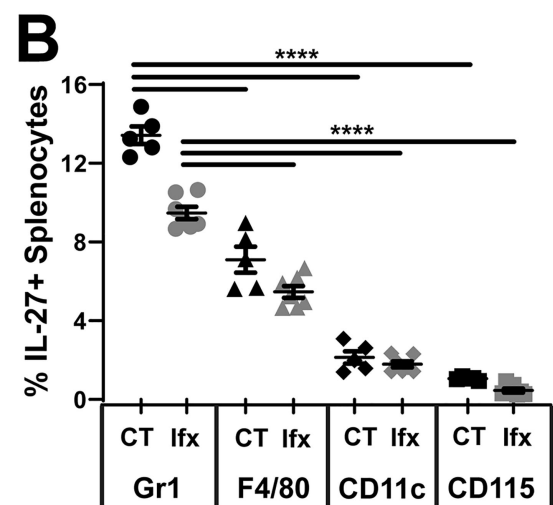 B
****
****
% IL-27+ Splenocytes
16
12
8
4
0
CT Ifx CT Ifx CT Ifx CT Ifx
Gr1 F4/80 CD11c CD115